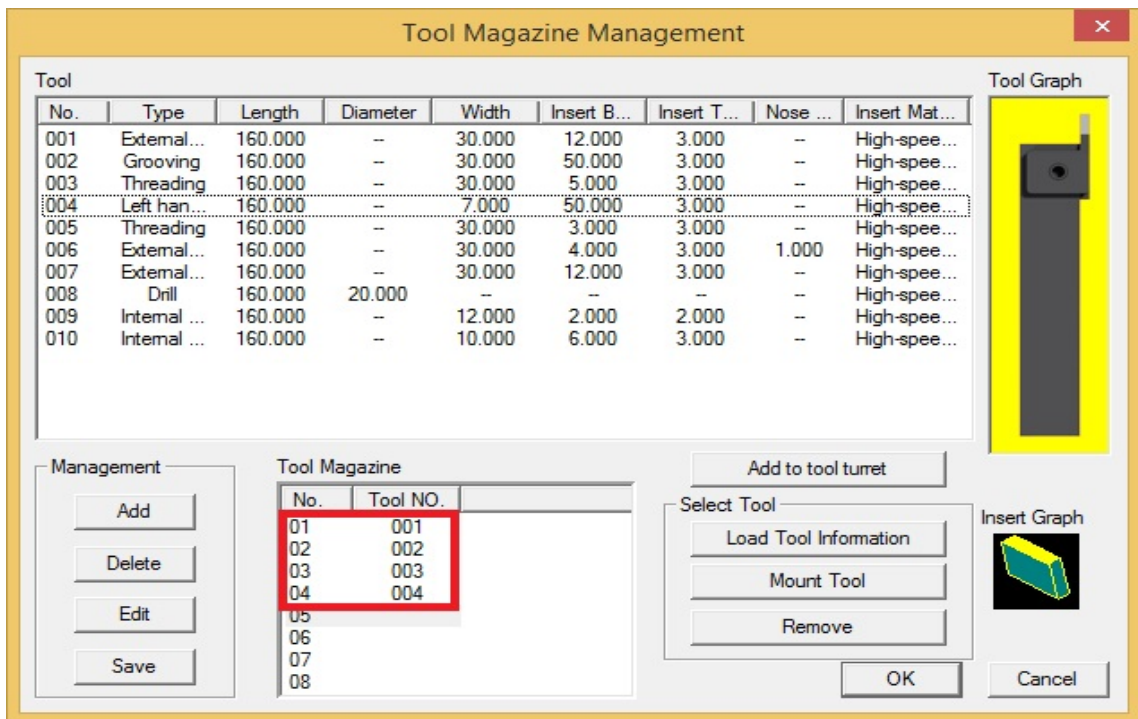 Tool Magazine Management
Tool
Tool Graph
No. Type Length Diameter Width Insert B... Insert T... Nose ... Insert Mat...
001 External... 160.000 -- 30.000 12.000 3.000 -- High-spee...
002 Grooving 160.000 -- 30.000 50.000 3.000 -- High-spee...
003 Threading 160.000 -- 30.000 5.000 3.000 -- High-spee...
004 Left han... 160.000 -- 7.000 50.000 3.000 -- High-spee...
005 Threading 160.000 -- 30.000 3.000 3.000 -- High-spee...
006 External... 160.000 -- 30.000 4.000 3.000 1.000 High-spee...
007 External... 160.000 -- 30.000 12.000 3.000 -- High-spee...
008 Drill 160.000 20.000 -- -- -- -- High-spee...
009 Internal ... 160.000 -- 12.000 2.000 2.000 -- High-spee...
010 Internal ... 160.000 -- 10.000 6.000 3.000 -- High-spee...
Management
Add
Delete
Edit
Save
Tool Magazine
No. Tool NO.
01 001
02 002
03 003
04 004
05
06
07
08
Add to tool turret
Select Tool
Load Tool Information
Mount Tool
Remove
Insert Graph
OK
Cancel